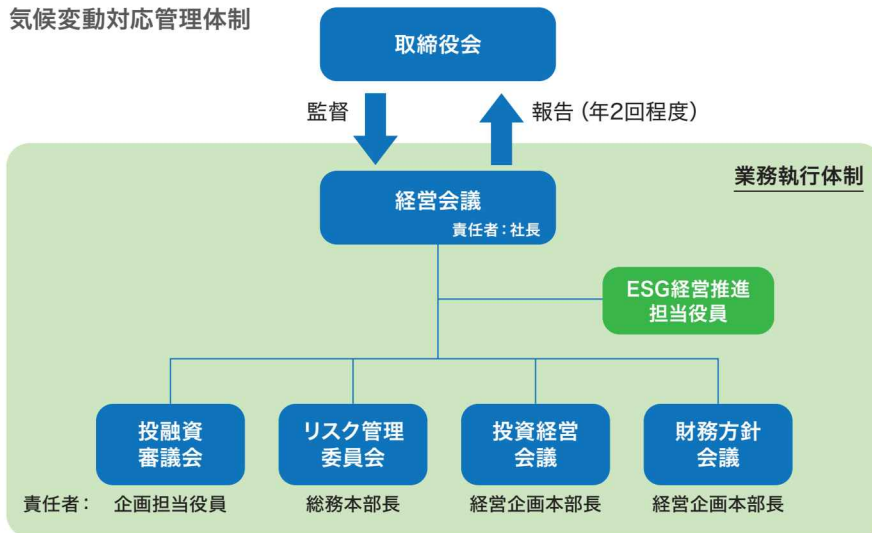 気候変動対応管理体制
取締役会
監督
報告（年2回程度）
業務執行体制
経営会議
責任者：社長
ESG経営推進
担当役員
投融資
審議会
リスク管理
委員会
投資経営
会議
財務方針
会議
責任者： 企画担当役員 総務本部長 経営企画本部長 経営企画本部長